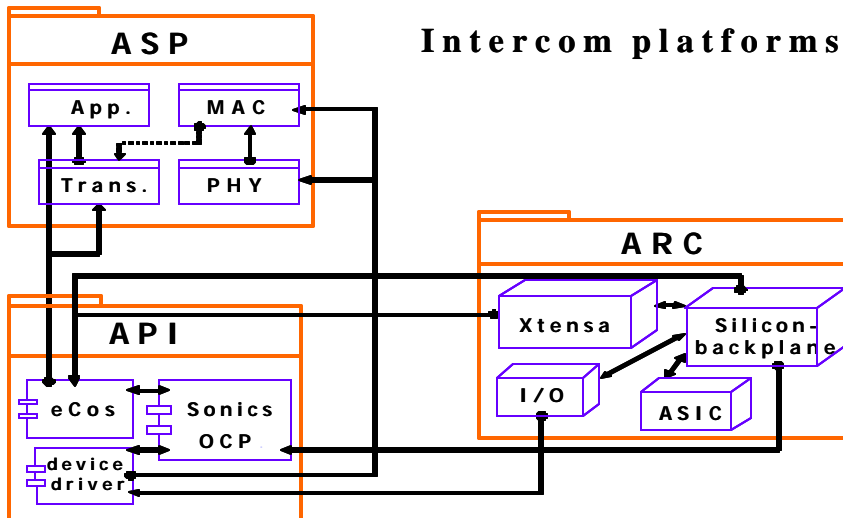 Intercom platforms
ASP
App.
MAC
Trans.
PHY
ARC
Xtensa
Silicon-
backplane
I/O
ASIC
API
eCos
Sonics
OCP
device
driver